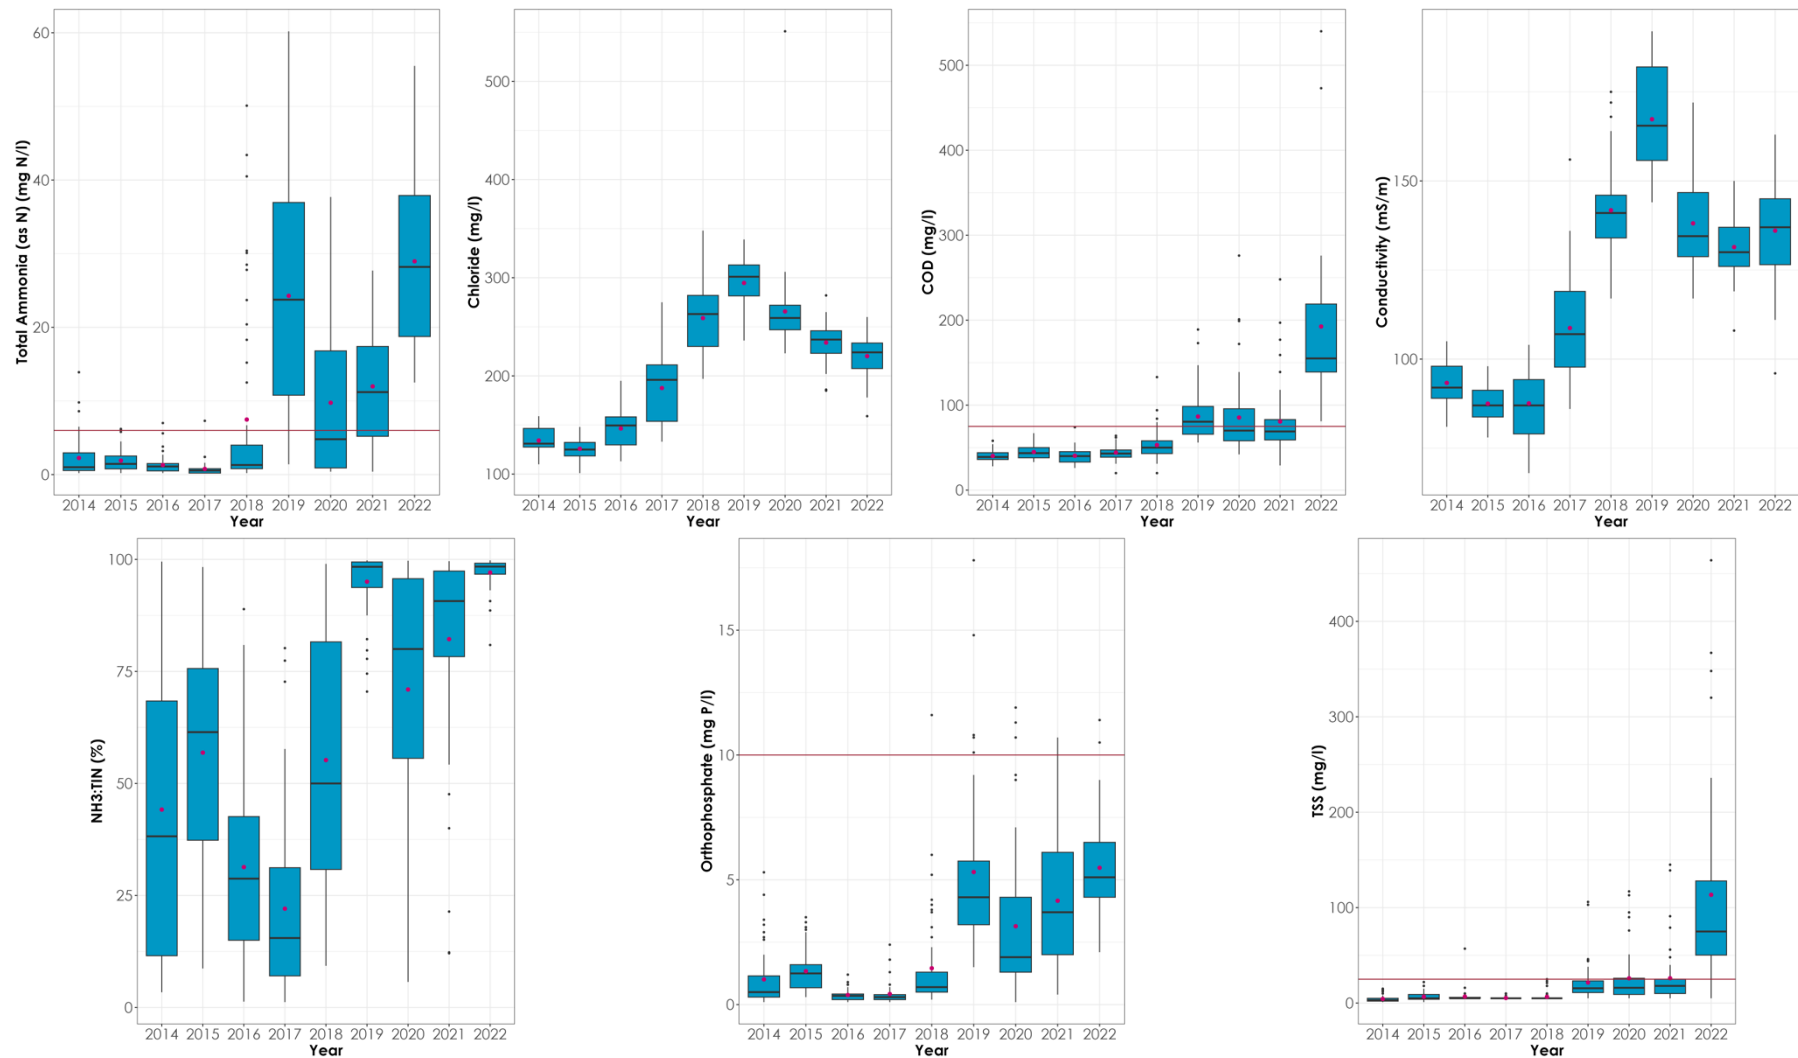 Total Ammonia (as N) (mg N/l)
60
40
20
0
2014 2015 2016 2017 2018 2019 2020 2021 2022
Year
Chloride (mg/l)
500
400
300
200
100
2014 2015 2016 2017 2018 2019 2020 2021 2022
Year
COD (mg/l)
500
400
300
200
100
0
2014 2015 2016 2017 2018 2019 2020 2021 2022
Year
Conductivity (mS/m)
150
100
2014 2015 2016 2017 2018 2019 2020 2021 2022
Year
NH3:TIN (%)
100
75
50
25
0
2014 2015 2016 2017 2018 2019 2020 2021 2022
Year
Orthophosphate (mg P/l)
15
10
5
0
2014 2015 2016 2017 2018 2019 2020 2021 2022
Year
TSS (mg/l)
400
300
200
100
0
2014 2015 2016 2017 2018 2019 2020 2021 2022
Year